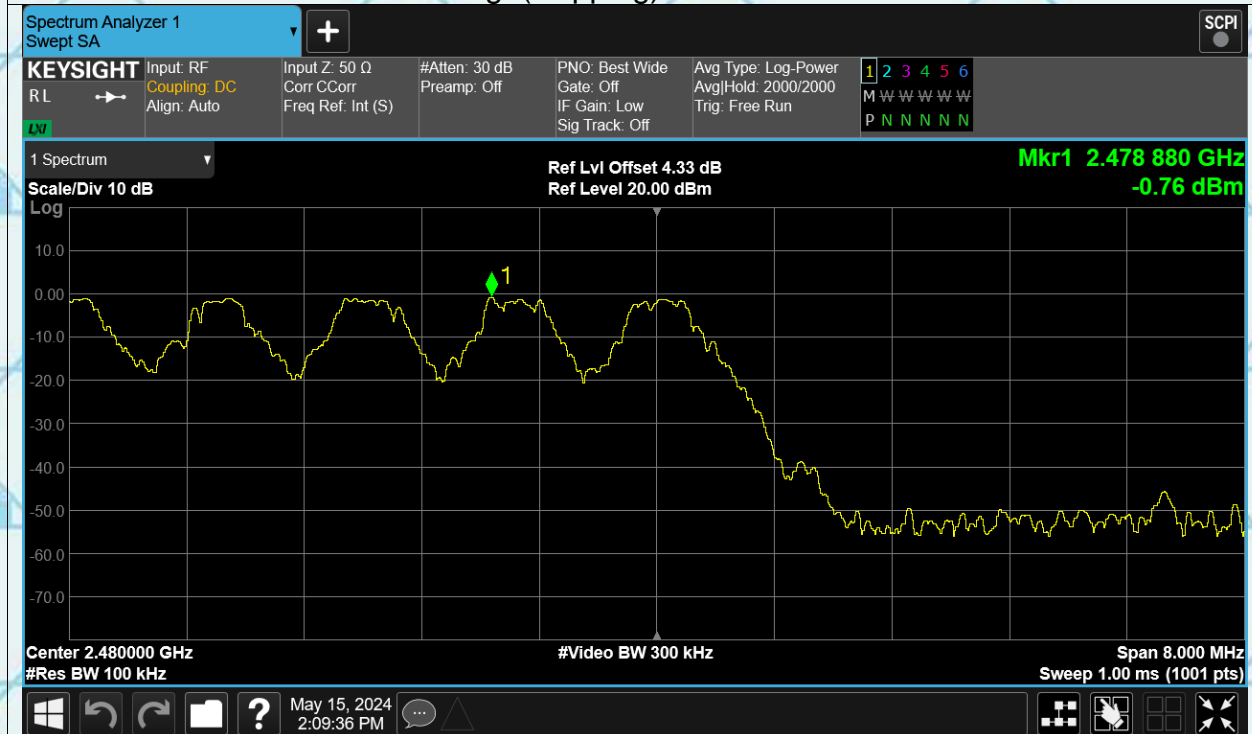 Spectrum Analyzer 1
Swept SA
SCPI
KEYSIGHT
R L
LXI
Input: RF
Coupling: DC
Align: Auto
Input Z: 50 Ω
Corr CCorr
Freq Ref: Int (S)
#Atten: 30 dB
Preamp: Off
PNO: Best Wide
Gate: Off
IF Gain: Low
Sig Track: Off
Avg Type: Log-Power
Avg|Hold: 2000/2000
Trig: Free Run
1 2 3 4 5 6
M W W W W W
P N N N N N
1 Spectrum
Scale/Div 10 dB
Log
Ref Lvl Offset 4.33 dB
Ref Level 20.00 dBm
Mkr1 2.478 880 GHz
-0.76 dBm
1
10.0
0.00
-10.0
-20.0
-30.0
-40.0
-50.0
-60.0
-70.0
Center 2.480000 GHz
#Res BW 100 kHz
#Video BW 300 kHz
Span 8.000 MHz
Sweep 1.00 ms (1001 pts)
?
May 15, 2024
2:09:36 PM